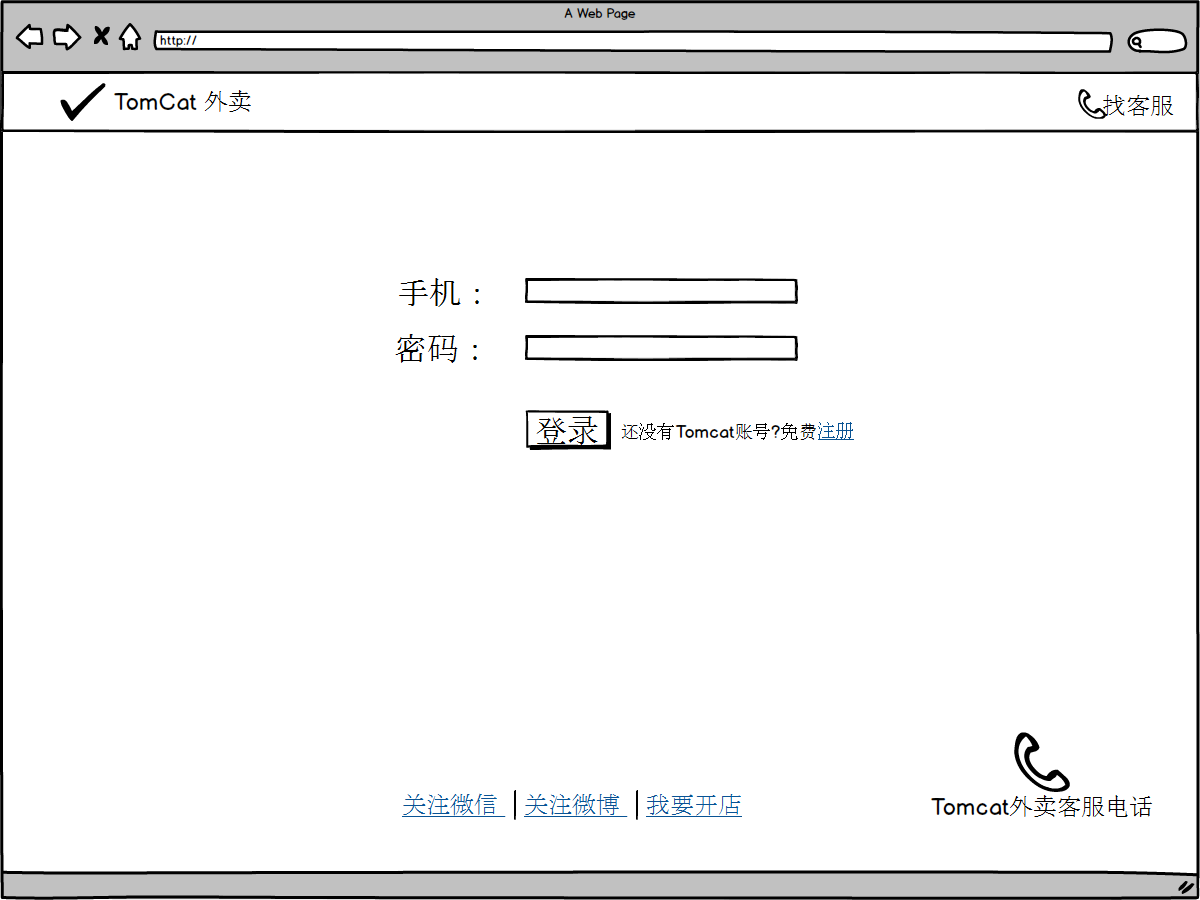 A Web Page
http://
TomCat 外卖
找客服
手机：
密码：
登录 还没有Tomcat账号?免费注册
关注微信 | 关注微博 | 我要开店
Tomcat外卖客服电话